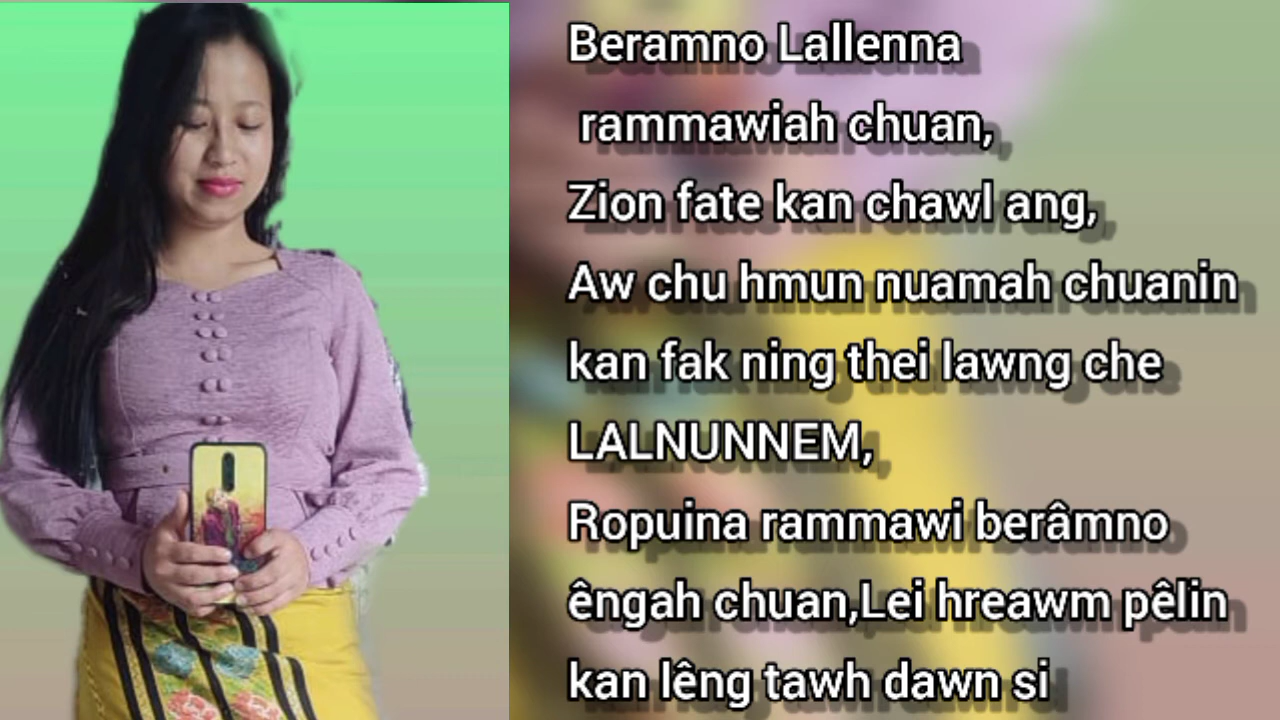 Beramno Lallenna
rammawiah chuan,
Zion fate kan chawl ang,
Aw chu hmun nuamah chuanin
kan fak ning thei lawng che
LALNUNNEM,
Ropuina rammawi berâmno
êngah chuan,Lei hreawm pêlin
kan lêng tawh dawn si